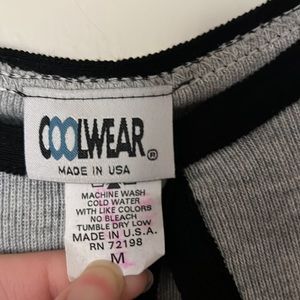 COOLWEAR ®
MADE IN USA
MACHINE WASH
COLD WATER
WITH LIKE COLORS
NO BLEACH
TUMBLE DRY LOW
MADE IN U.S.A.
RN 72198
M